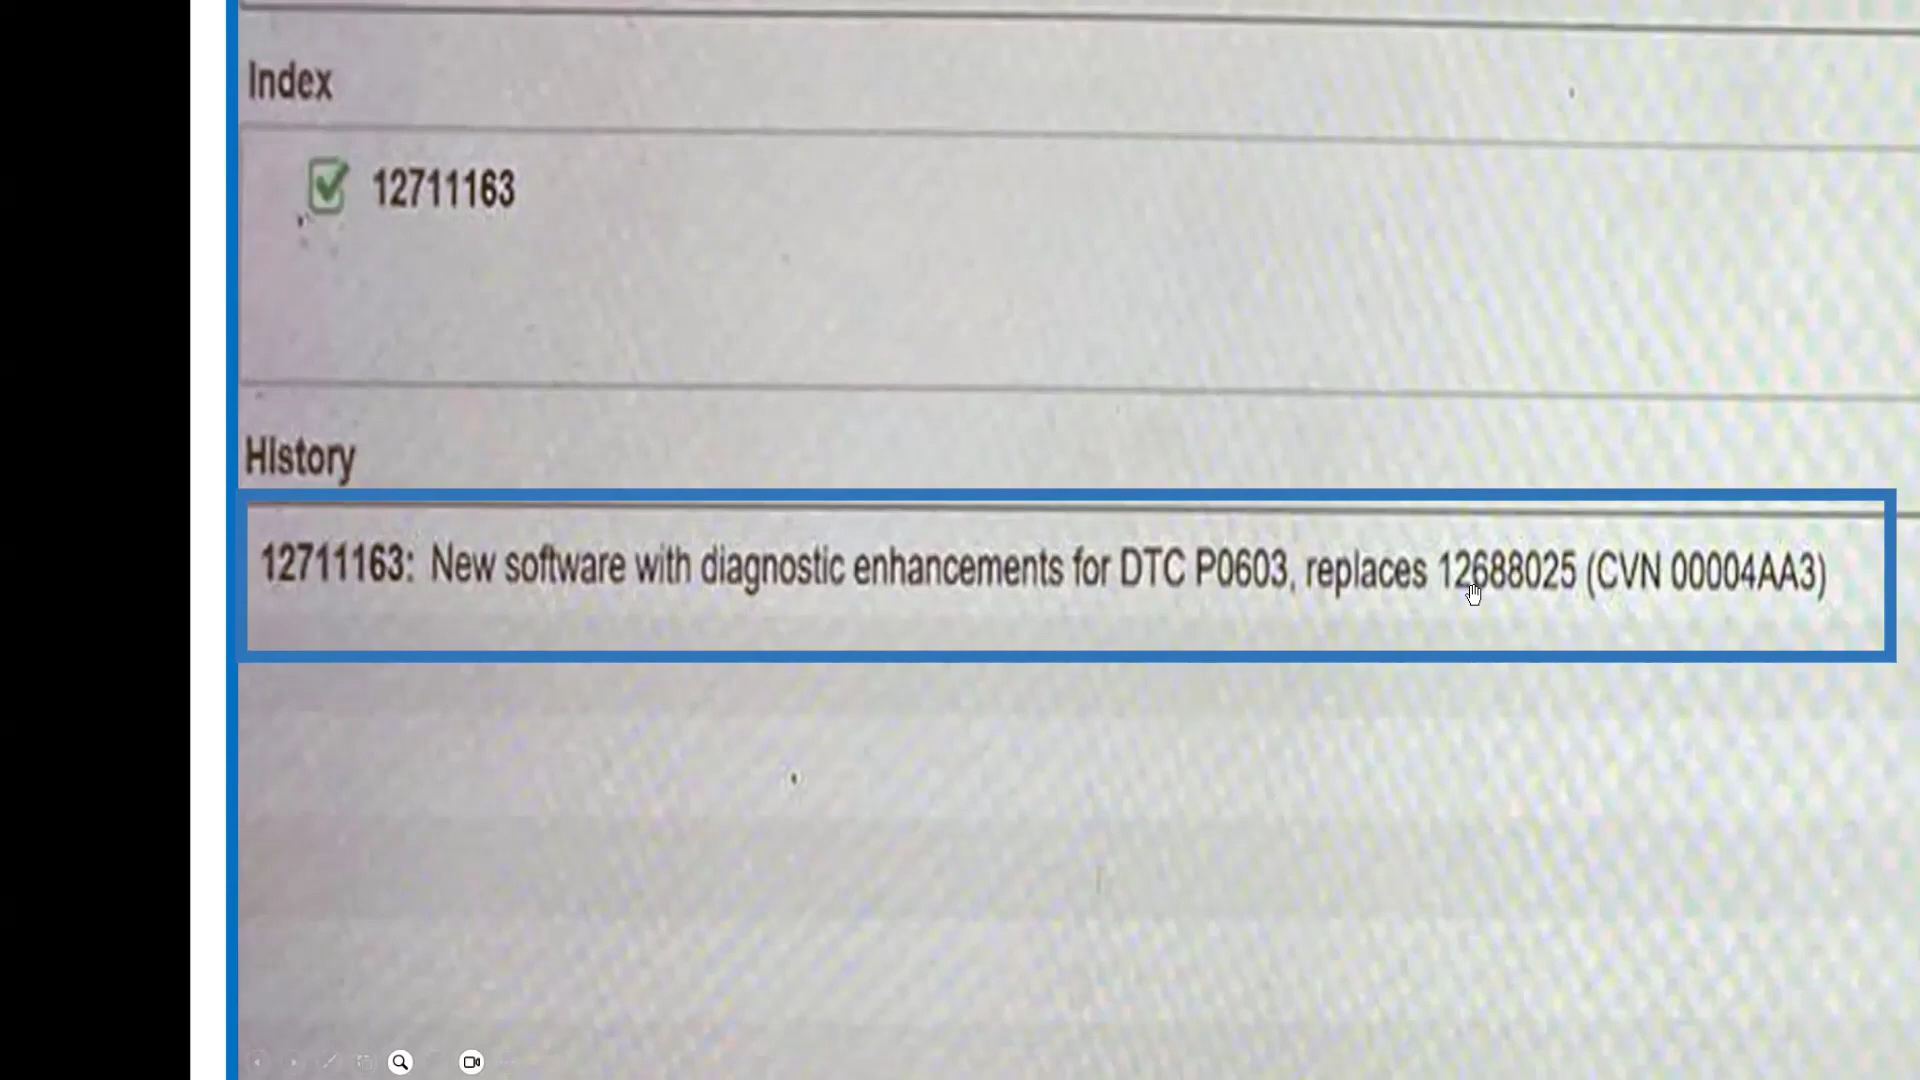 Index
12711163
History
12711163: New software with diagnostic enhancements for DTC P0603, replaces 12688025 (CVN 00004AA3)